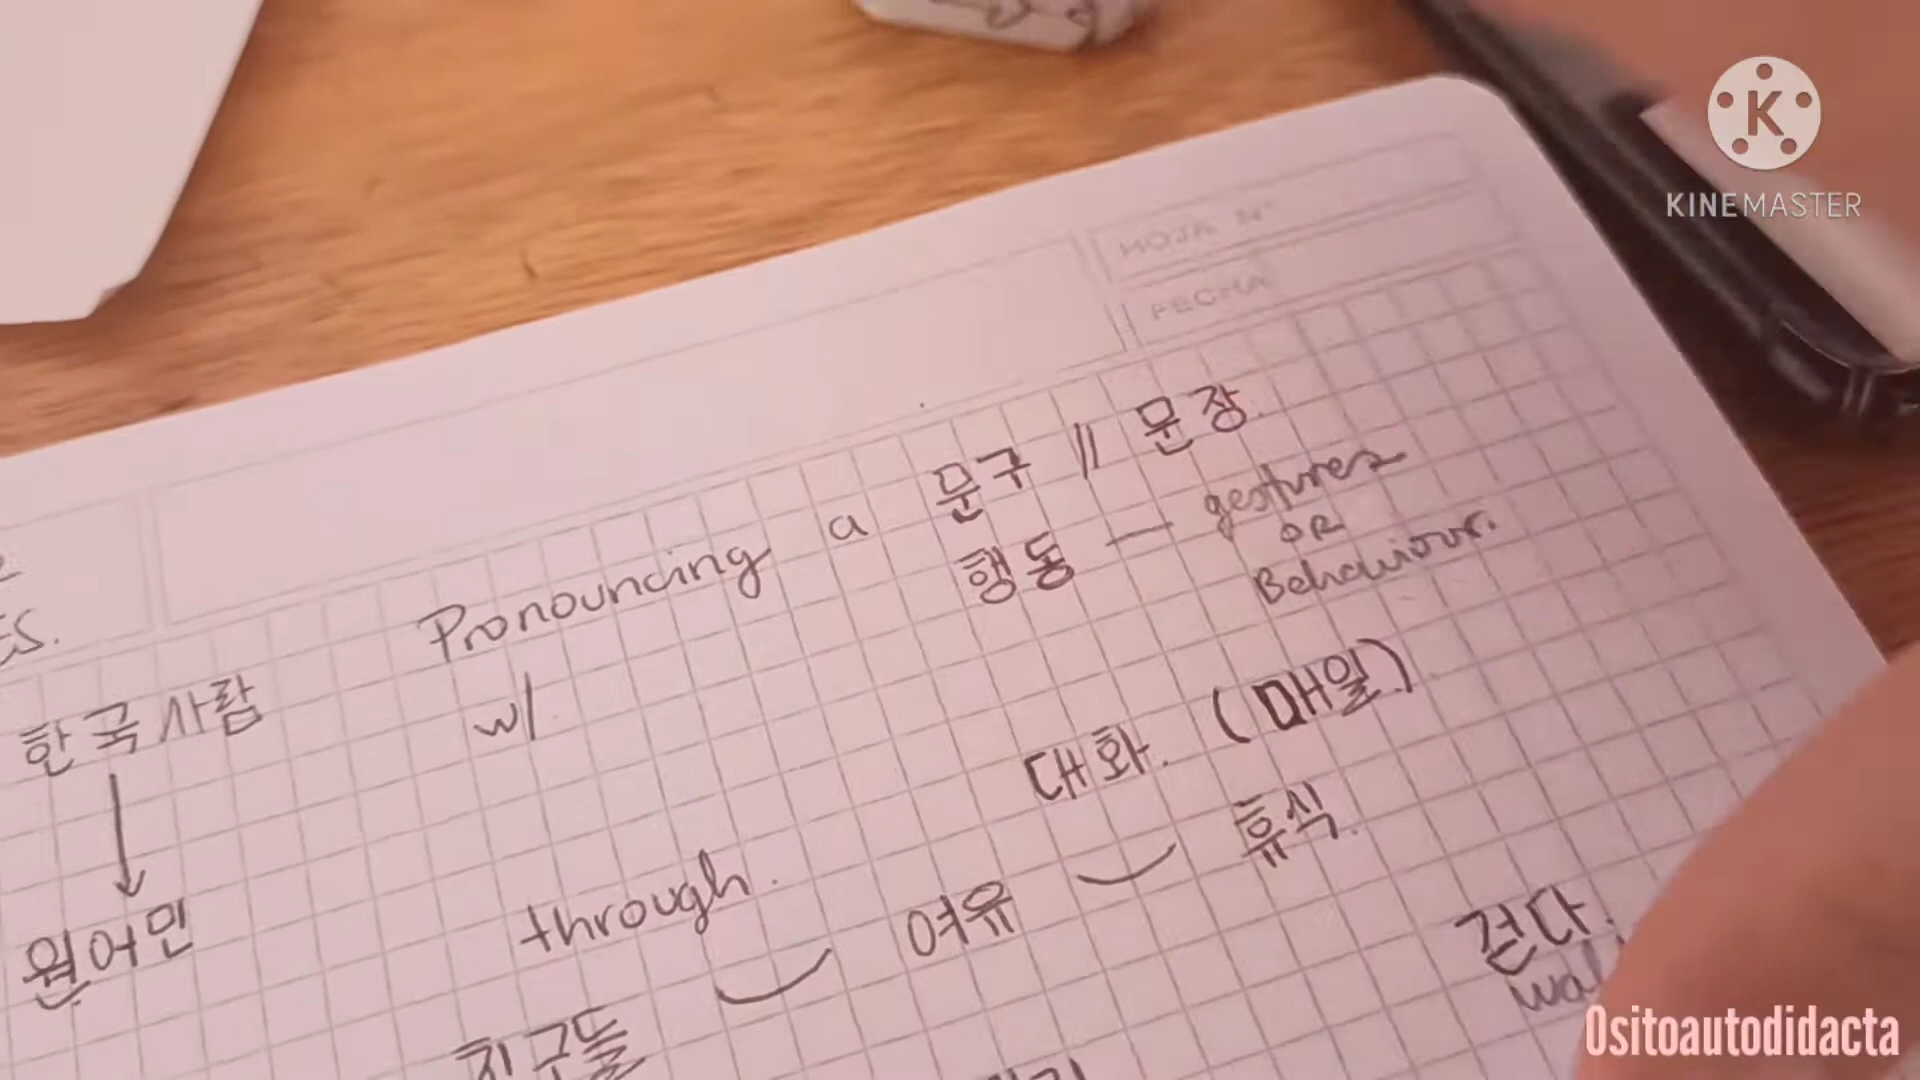 K
KINEMASTER
HOJA N°
FECHA
Pronouncing a 문구 // 문장
행동 — gestures
OR
Behaviour.
ES.
한국사람
w/
대화. (매일)
원어민
through.
여유
휴식.
걷다.
친구들
Ositoautodidacta